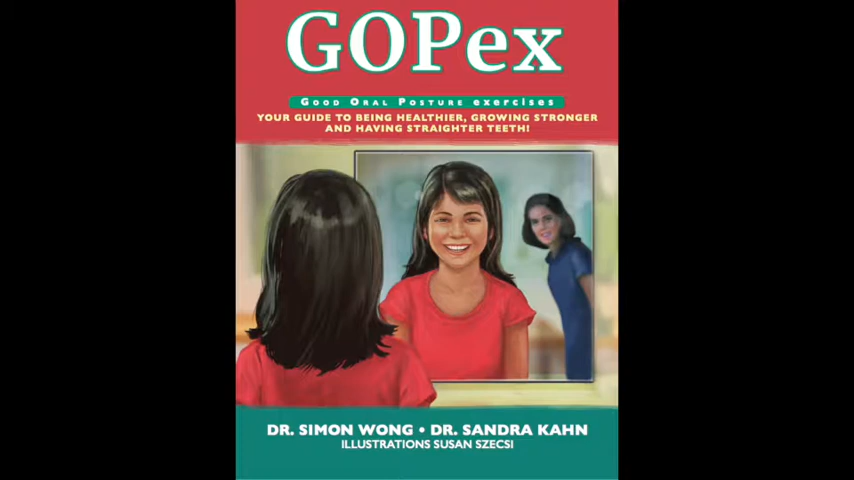 GOPex
GOOD ORAL POSTURE exercises
YOUR GUIDE TO BEING HEALTHIER, GROWING STRONGER
AND HAVING STRAIGHTER TEETH!
DR. SIMON WONG • DR. SANDRA KAHN
ILLUSTRATIONS SUSAN SZECSI